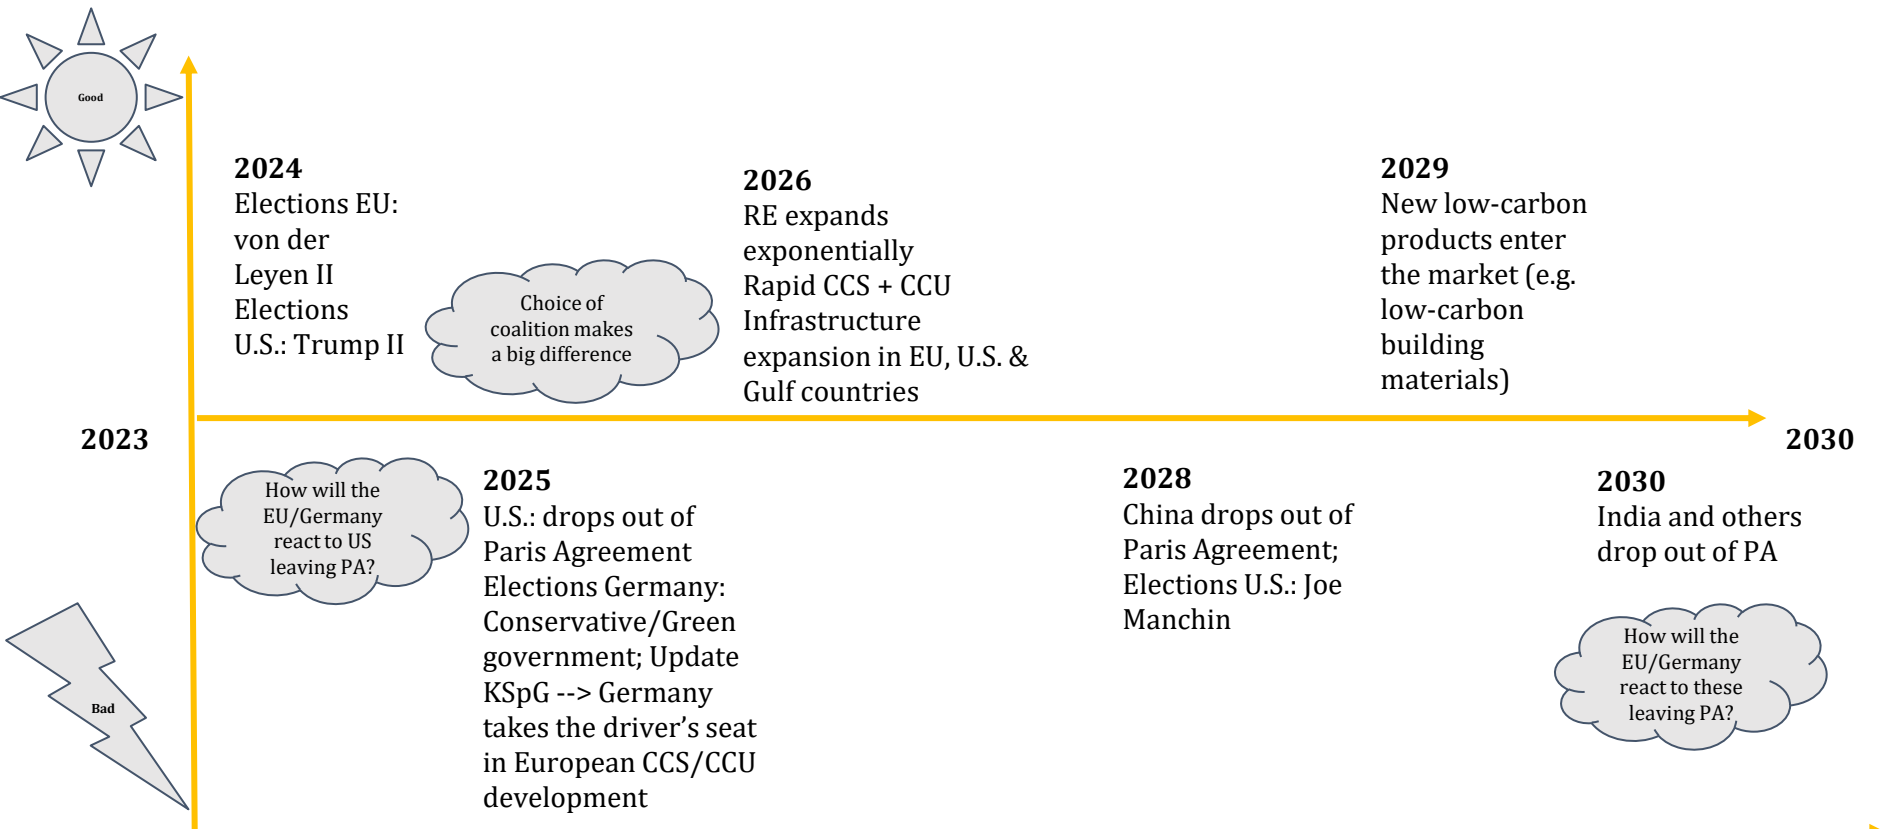 Good
2024
Elections EU:
von der
Leyen II
Elections
U.S.: Trump II
Choice of
coalition makes
a big difference
2026
RE expands
exponentially
Rapid CCS + CCU
Infrastructure
expansion in EU, U.S. &
Gulf countries
2029
New low-carbon
products enter
the market (e.g.
low-carbon
building
materials)
2023
2030
How will the
EU/Germany
react to US
leaving PA?
2025
U.S.: drops out of
Paris Agreement
Elections Germany:
Conservative/Green
government; Update
KSpG --> Germany
takes the driver’s seat
in European CCS/CCU
development
2028
China drops out of
Paris Agreement;
Elections U.S.: Joe
Manchin
2030
India and others
drop out of PA
How will the
EU/Germany
react to these
leaving PA?
Bad